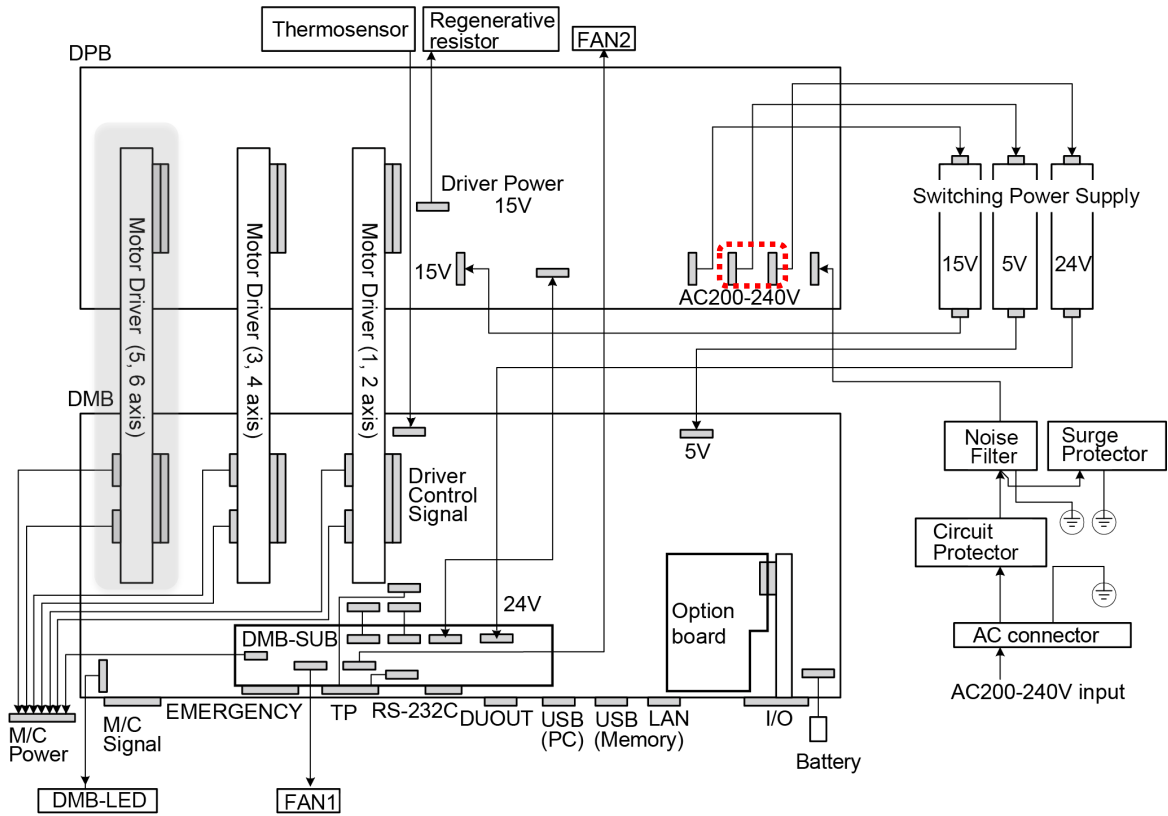 Thermosensor
Regenerative
resistor
FAN2
DPB
Driver Power
15V
15V
AC200-240V
Switching Power Supply
15V
5V
24V
Motor Driver (5, 6 axis)
Motor Driver (3, 4 axis)
Motor Driver (1, 2 axis)
DMB
5V
Driver
Control
Signal
Noise
Filter
Surge
Protector
Circuit
Protector
24V
Option
board
DMB-SUB
AC connector
AC200-240V input
M/C
Power
M/C
Signal
EMERGENCY
TP
RS-232C
DUOUT
USB
(PC)
USB
(Memory)
LAN
I/O
Battery
DMB-LED
FAN1